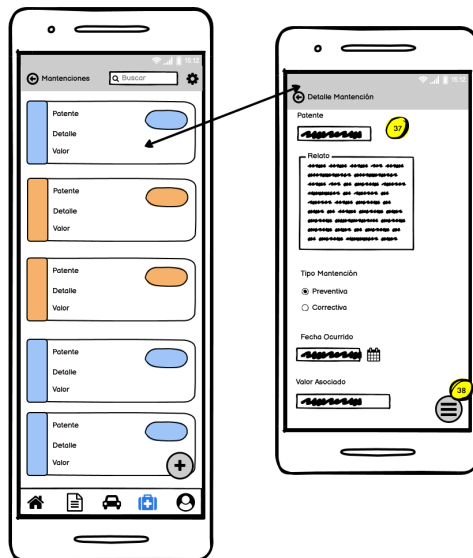 15:12
Mantenciones
Buscar
Patente
Detalle
Valor
Patente
Detalle
Valor
Patente
Detalle
Valor
Patente
Detalle
Valor
Patente
Detalle
Valor
+
15:12
Detalle Mantención
Patente
37
Relato
Tipo Mantención
Preventiva
Correctiva
Fecha Ocurrido
Valor Asociado
38